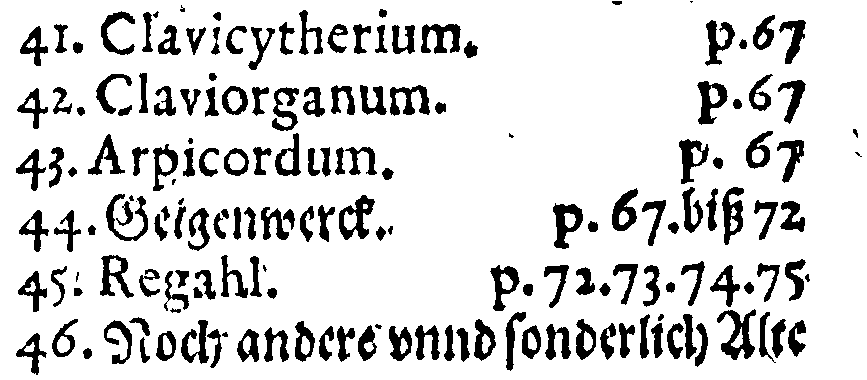 41. Clavicytherium. p.67
42. Claviorganum. p.67
43. Arpicordum. p. 67
44. Geigenwerck. p. 67.biß 72
45. Regahl. p.72.73.74.75
46. Noch andere vnnd ſonderlich Alte